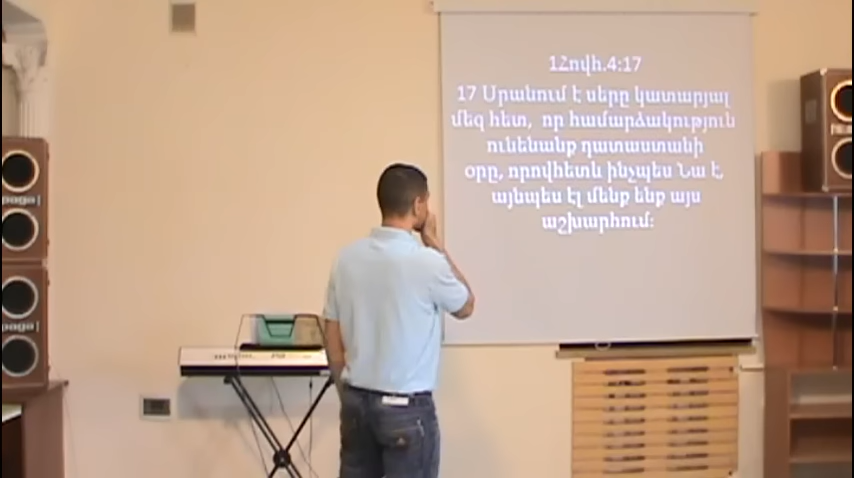 1Հովհ.4:17
17 Սրանում է սերը կատարյալ
մեզ հետ, որ համարձակություն
ունենանք դատաստանի
օրը, որովհետև ինչպես Նա է,
այնպես էլ մենք ենք այս
աշխարհում: